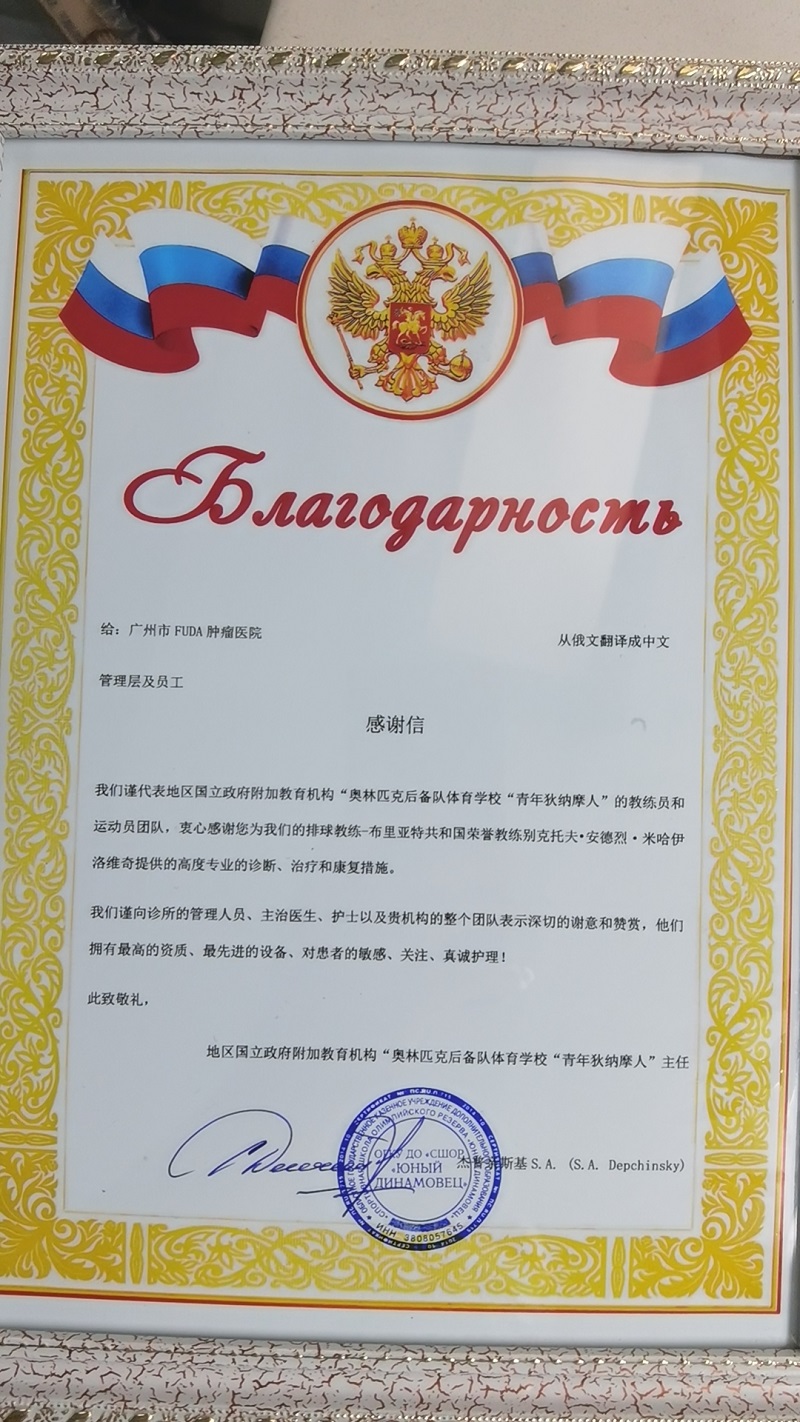 Благодарность
给：广州市 FUDA 肿瘤医院
从俄文翻译成中文
管理层及员工
感谢信
我们谨代表地区国立政府附加教育机构“奥林匹克后备队体育学校“青年狄纳摩人”的教练员和
运动员团队，衷心感谢您为我们的排球教练-布里亚特共和国荣誉教练别克托夫•安德烈·米哈伊
洛维奇提供的高度专业的诊断、治疗和康复措施。
我们谨向诊所的管理人员、主治医生、护士以及贵机构的整个团队表示深切的谢意和赞赏，他们
拥有最高的资质、最先进的设备、对患者的敏感、关注、真诚护理！
此致敬礼，
地区国立政府附加教育机构“奥林匹克后备队体育学校“青年狄纳摩人”主任
ОГКУ ДО «СШОР
«ЮНЫЙ
ДИНАМОВЕЦ»
ИНН 3808057645
斯基 S.A. (S.A. Depchinsky)